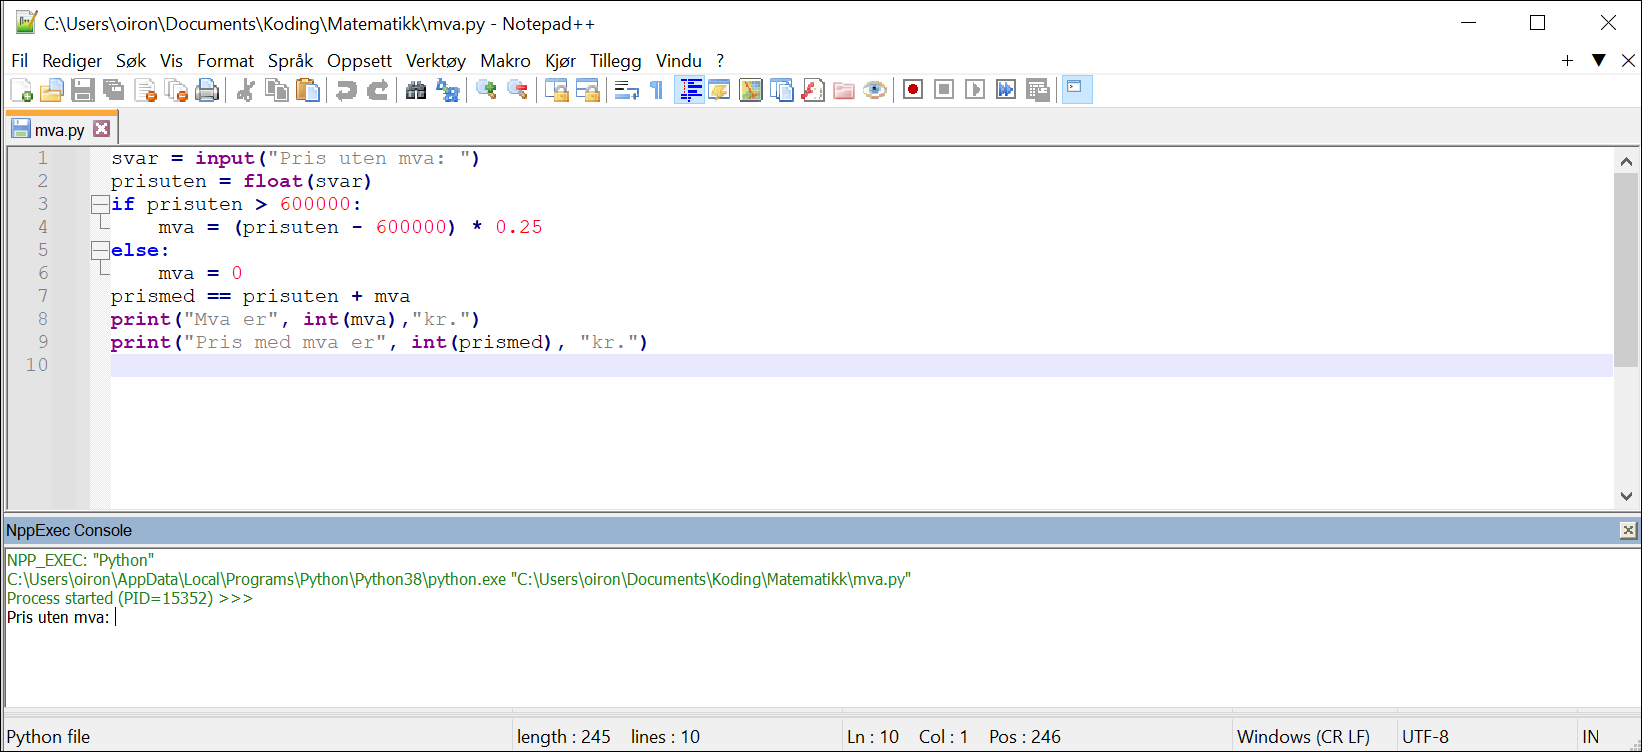 C:\Users\oiron\Documents\Koding\Matematikk\mva.py - Notepad++
Fil Rediger Søk Vis Format Språk Oppsett Verktøy Makro Kjør Tillegg Vindu ?
mva.py
1 svar = input("Pris uten mva: ")
2 prisuten = float(svar)
3 if prisuten > 600000:
4     mva = (prisuten - 600000) * 0.25
5 else:
6     mva = 0
7 prismed == prisuten + mva
8 print("Mva er", int(mva),"kr.")
9 print("Pris med mva er", int(prismed), "kr.")
10
NppExec Console
NPP_EXEC: "Python"
C:\Users\oiron\AppData\Local\Programs\Python\Python38\python.exe "C:\Users\oiron\Documents\Koding\Matematikk\mva.py"
Process started (PID=15352) >>>
Pris uten mva:
Python file length : 245 lines : 10 Ln : 10 Col : 1 Pos : 246 Windows (CR LF) UTF-8 IN